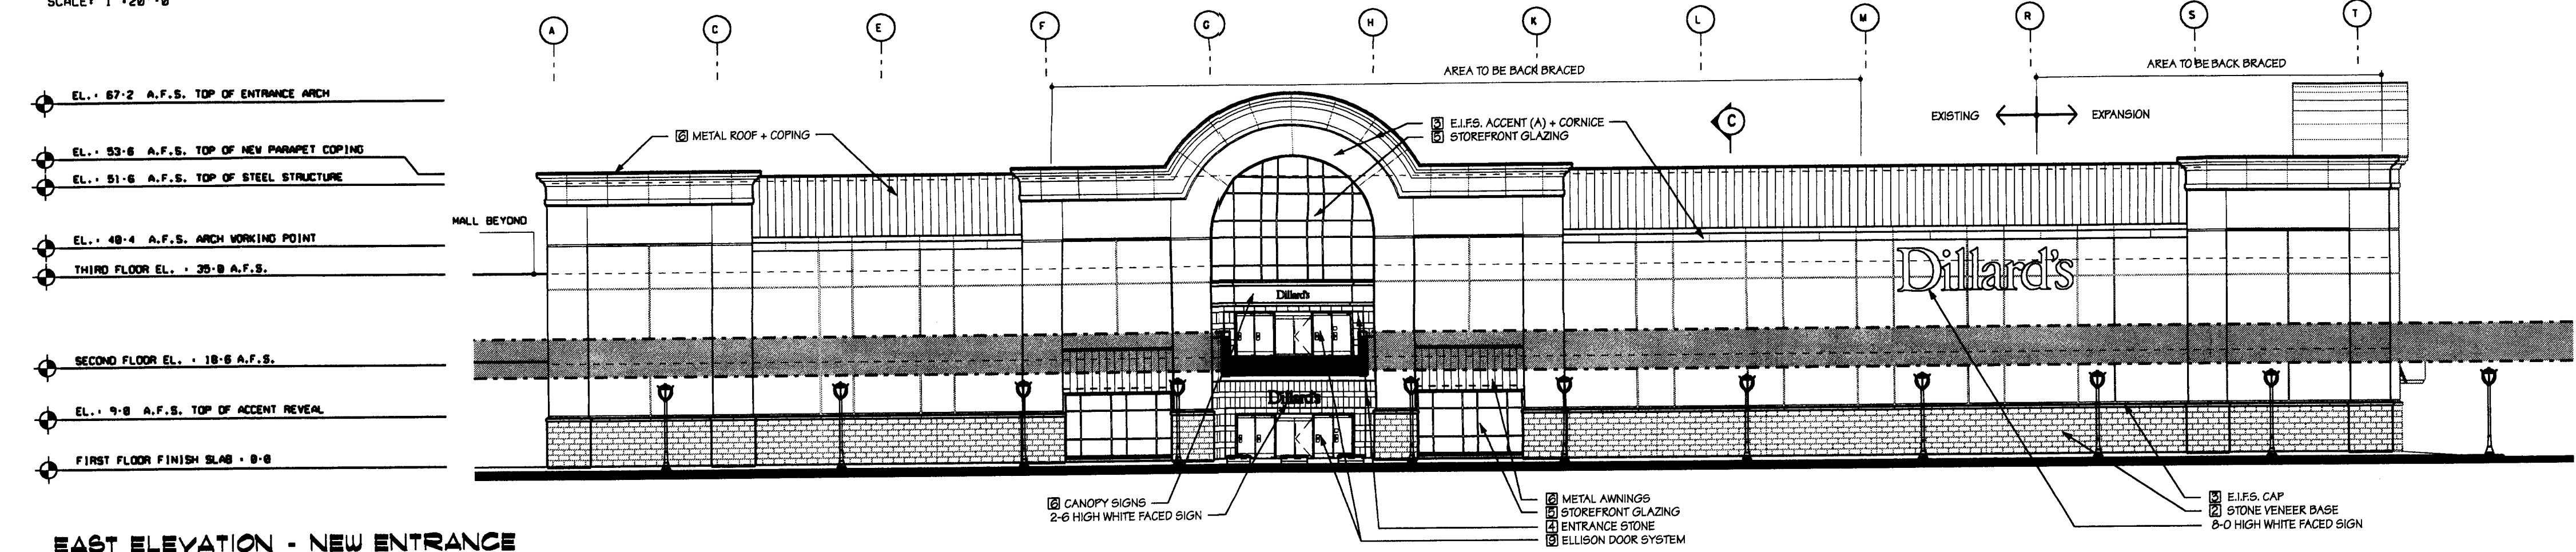 SCALE: 1"=20'-0
A C E F G H K L M R S T
AREA TO BE BACK BRACED
AREA TO BE BACK BRACED
EL. : 67-2 A.F.S. TOP OF ENTRANCE ARCH
EXISTING EXPANSION
C
3 E.I.F.S. ACCENT (A) + CORNICE
5 STOREFRONT GLAZING
6 METAL ROOF + COPING
EL. : 53-6 A.F.S. TOP OF NEW PARAPET COPING
EL. : 51-6 A.F.S. TOP OF STEEL STRUCTURE
MALL BEYOND
EL. : 40-4 A.F.S. ARCH WORKING POINT
THIRD FLOOR EL. : 35-0 A.F.S.
Dillard's
Dillard's
SECOND FLOOR EL. : 18-6 A.F.S.
Dillard's
EL. : 9-0 A.F.S. TOP OF ACCENT REVEAL
FIRST FLOOR FINISH SLAB : 0-0
6 CANOPY SIGNS
2-6 HIGH WHITE FACED SIGN
6 METAL AWNINGS
5 STOREFRONT GLAZING
4 ENTRANCE STONE
9 ELLISON DOOR SYSTEM
3 E.I.F.S. CAP
2 STONE VENEER BASE
8-0 HIGH WHITE FACED SIGN
EAST ELEVATION - NEW ENTRANCE